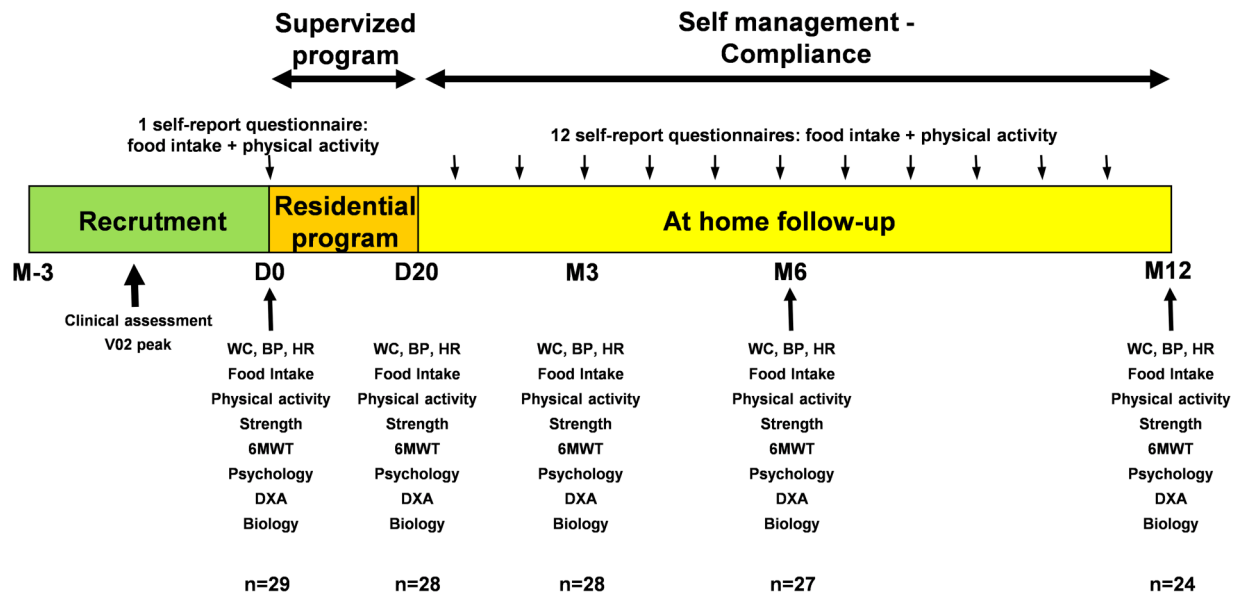 Supervized
program
Self management -
Compliance
1 self-report questionnaire:
food intake + physical activity
12 self-report questionnaires: food intake + physical activity
Recrutment
Residential
program
At home follow-up
M-3
D0
D20
M3
M6
M12
Clinical assessment
V02 peak
WC, BP, HR
Food Intake
Physical activity
Strength
6MWT
Psychology
DXA
Biology
n=29
WC, BP, HR
Food Intake
Physical activity
Strength
6MWT
Psychology
DXA
Biology
n=28
WC, BP, HR
Food Intake
Physical activity
Strength
6MWT
Psychology
DXA
Biology
n=28
WC, BP, HR
Food Intake
Physical activity
Strength
6MWT
Psychology
DXA
Biology
n=27
WC, BP, HR
Food Intake
Physical activity
Strength
6MWT
Psychology
DXA
Biology
n=24